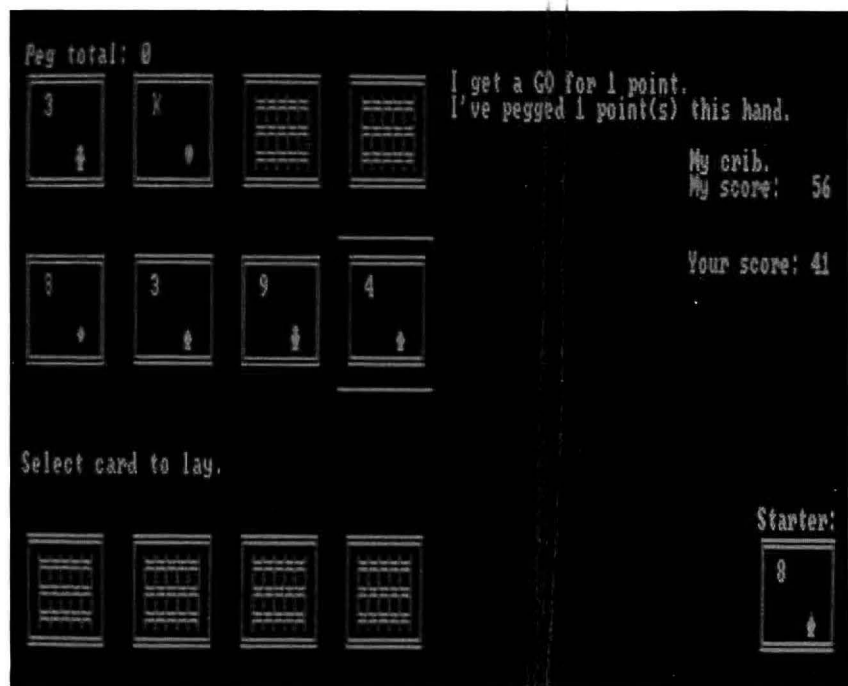 Peg total: 0
I get a GO for 1 point.
I've pegged 1 point(s) this hand.
3
K
My crib.
My score: 56
Your score: 41
8
3
9
4
Select card to lay.
Starter:
8